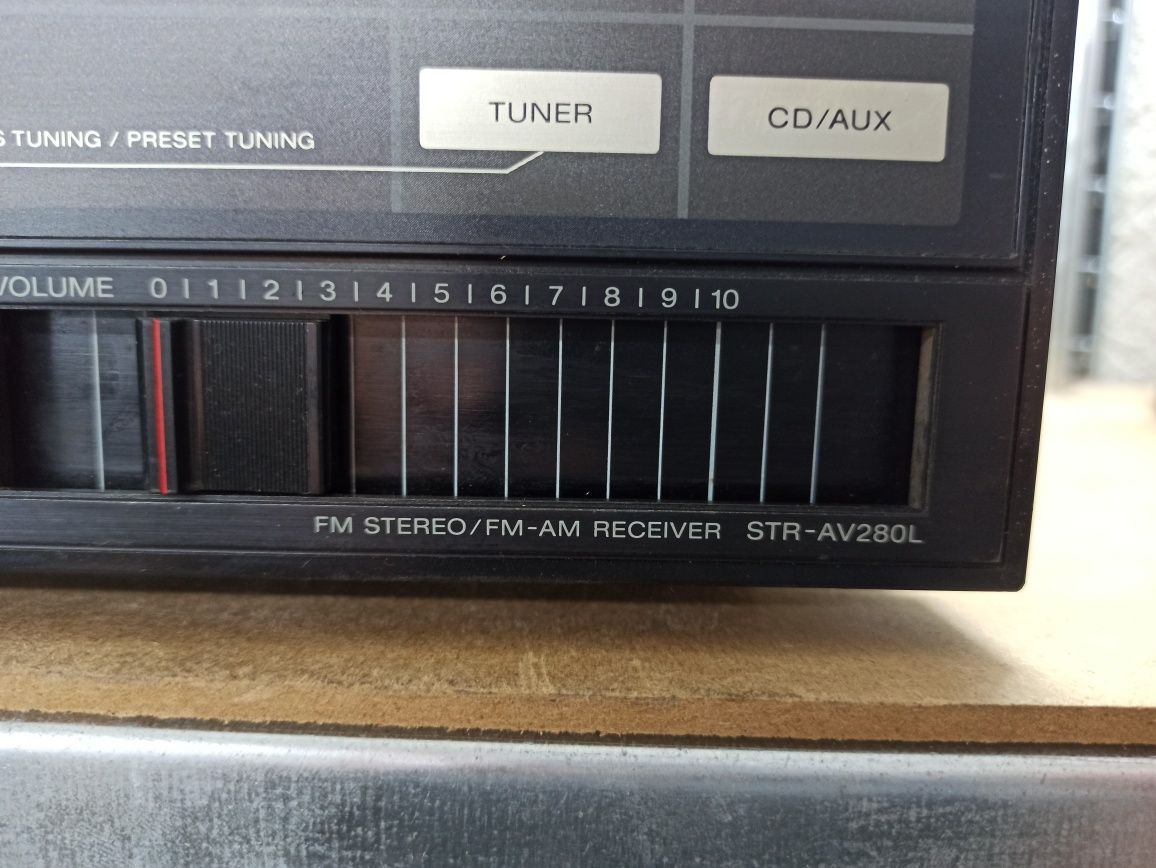 TUNER
CD/AUX
S TUNING / PRESET TUNING
VOLUME 0 | 1 | 2 | 3 | 4 | 5 | 6 | 7 | 8 | 9 | 10
FM STEREO/FM-AM RECEIVER STR-AV280L